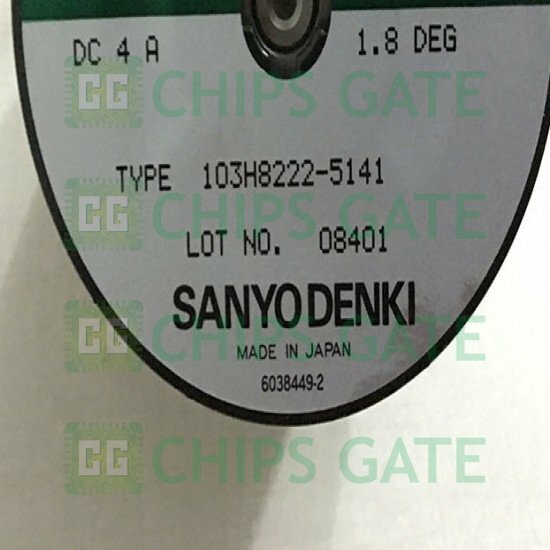 DC 4 A 1.8 DEG
CG CHIPS GATE
TYPE 103H8222-5141
CG CHIPS GATE
LOT NO. 08401
SANYO DENKI
CG CHIPS GATE
MADE IN JAPAN
6038449-2
CG CHIPS GATE